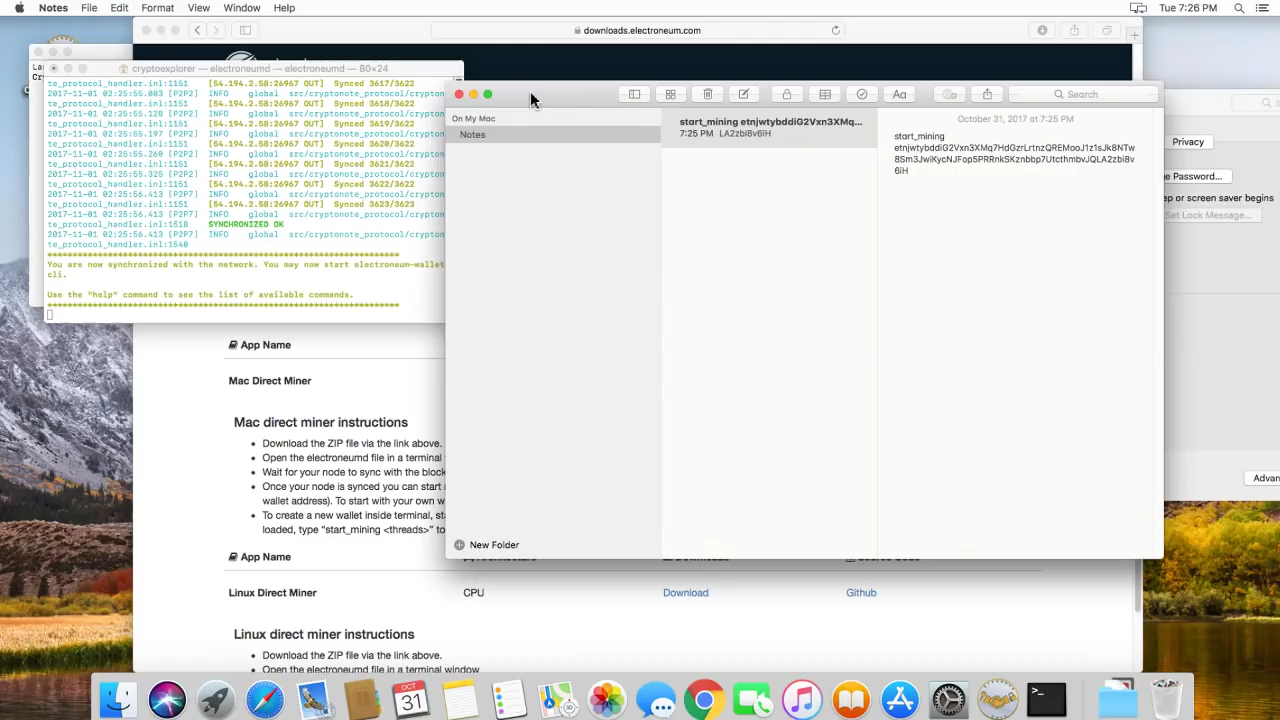 Notes File Edit Format View Window Help Tue 7:26 PM
downloads.electroneum.com
cryptoexplorer — electroneumd — electroneumd — 80×24
te_protocol_handler.inl:1151 [54.194.2.58:26967 OUT] Synced 3617/3622
2017-11-01 02:25:55.083 [P2P2] INFO global src/cryptonote_protocol/crypton
te_protocol_handler.inl:1151 [54.194.2.58:26967 OUT] Synced 3618/3622
2017-11-01 02:25:55.128 [P2P2] INFO global src/cryptonote_protocol/crypton
te_protocol_handler.inl:1151 [54.194.2.58:26967 OUT] Synced 3619/3622
2017-11-01 02:25:55.192 [P2P2] INFO global src/cryptonote_protocol/crypton
te_protocol_handler.inl:1151 [54.194.2.58:26967 OUT] Synced 3620/3622
2017-11-01 02:25:55.260 [P2P2] INFO global src/cryptonote_protocol/crypton
te_protocol_handler.inl:1151 [54.194.2.58:26967 OUT] Synced 3621/3622
2017-11-01 02:25:55.325 [P2P2] INFO global src/cryptonote_protocol/crypton
te_protocol_handler.inl:1151 [54.194.2.58:26967 OUT] Synced 3622/3622
2017-11-01 02:25:56.413 [P2P7] INFO global src/cryptonote_protocol/crypton
te_protocol_handler.inl:1151 [54.194.2.58:26967 OUT] Synced 3623/3623
2017-11-01 02:25:56.413 [P2P7] INFO global src/cryptonote_protocol/crypton
te_protocol_handler.inl:1518 SYNCHRONIZED OK
2017-11-01 02:25:56.413 [P2P7] INFO global src/cryptonote_protocol/crypton
te_protocol_handler.inl:1540
**********************************************************************
You are now synchronized with the network. You may now start electroneum-wallet
cli.
Use the "help" command to see the list of available commands.
**********************************************************************
Search
On My Mac
Notes
New Folder
start_mining etnjwtybddiG2Vxn3XMq...
7:25 PM LA2zbi8v6iH
October 31, 2017 at 7:25 PM
start_mining
etnjwtybddiG2Vxn3XMq7HdGzrLrtnzQREMooJ1z1sJk8NTw
8Sm3JwiKycNJFop5PRRnkSKznbbp7UtcthmbvJQLA2zbi8v
6iH
Privacy
ge Password...
ep or screen saver begins
Set Lock Message...
Advan
App Name
Mac Direct Miner
Mac direct miner instructions
Download the ZIP file via the link above.
Open the electroneumd file in a terminal
Wait for your node to sync with the block
Once your node is synced you can start
wallet address). To start with your own w
To create a new wallet inside terminal, sta
loaded, type "start_mining <threads>" to
App Name
Linux Direct Miner CPU Download Github
Linux direct miner instructions
Download the ZIP file via the link above.
Open the electroneumd file in a terminal window
OCT
31